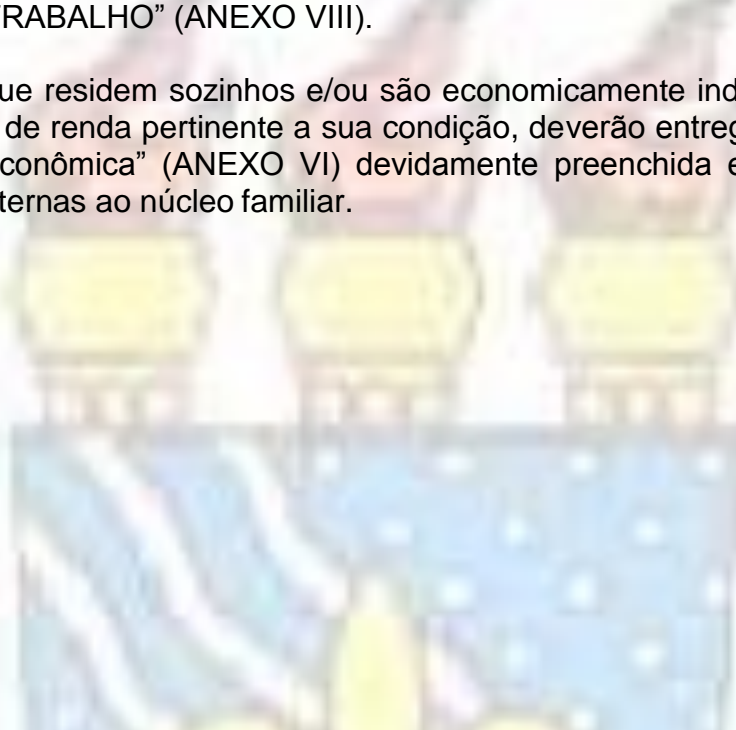 TRABALHO” (ANEXO VIII).
ue residem sozinhos e/ou são economicamente ind
de renda pertinente a sua condição, deverão entreg
conômica” (ANEXO VI) devidamente preenchida e
ternas ao núcleo familiar.